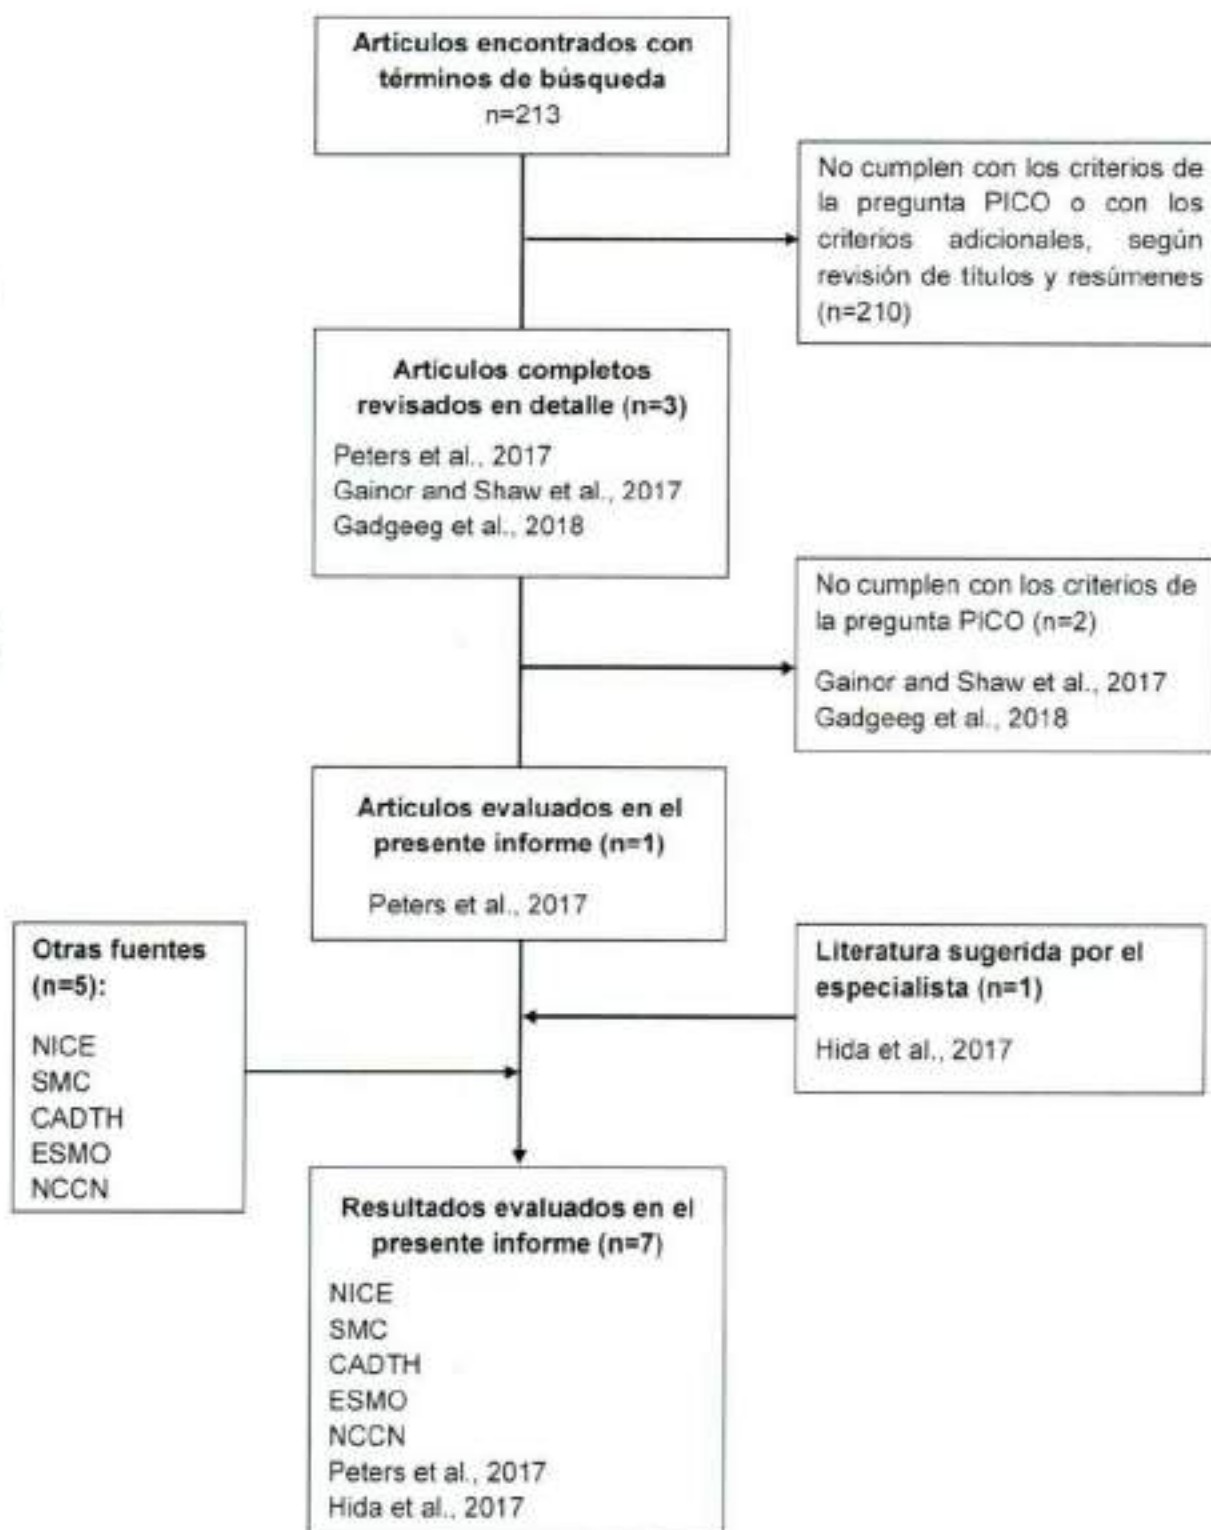 Artículos encontrados con
términos de búsqueda
n=213
No cumplen con los criterios de
la pregunta PICO o con los
criterios adicionales, según
revisión de títulos y resúmenes
(n=210)
Artículos completos
revisados en detalle (n=3)
Peters et al., 2017
Gainor and Shaw et al., 2017
Gadgeeg et al., 2018
No cumplen con los criterios de
la pregunta PICO (n=2)
Gainor and Shaw et al., 2017
Gadgeeg et al., 2018
Artículos evaluados en el
presente informe (n=1)
Peters et al., 2017
Otras fuentes
(n=5):
NICE
SMC
CADTH
ESMO
NCCN
Literatura sugerida por el
especialista (n=1)
Hida et al., 2017
Resultados evaluados en el
presente informe (n=7)
NICE
SMC
CADTH
ESMO
NCCN
Peters et al., 2017
Hida et al., 2017